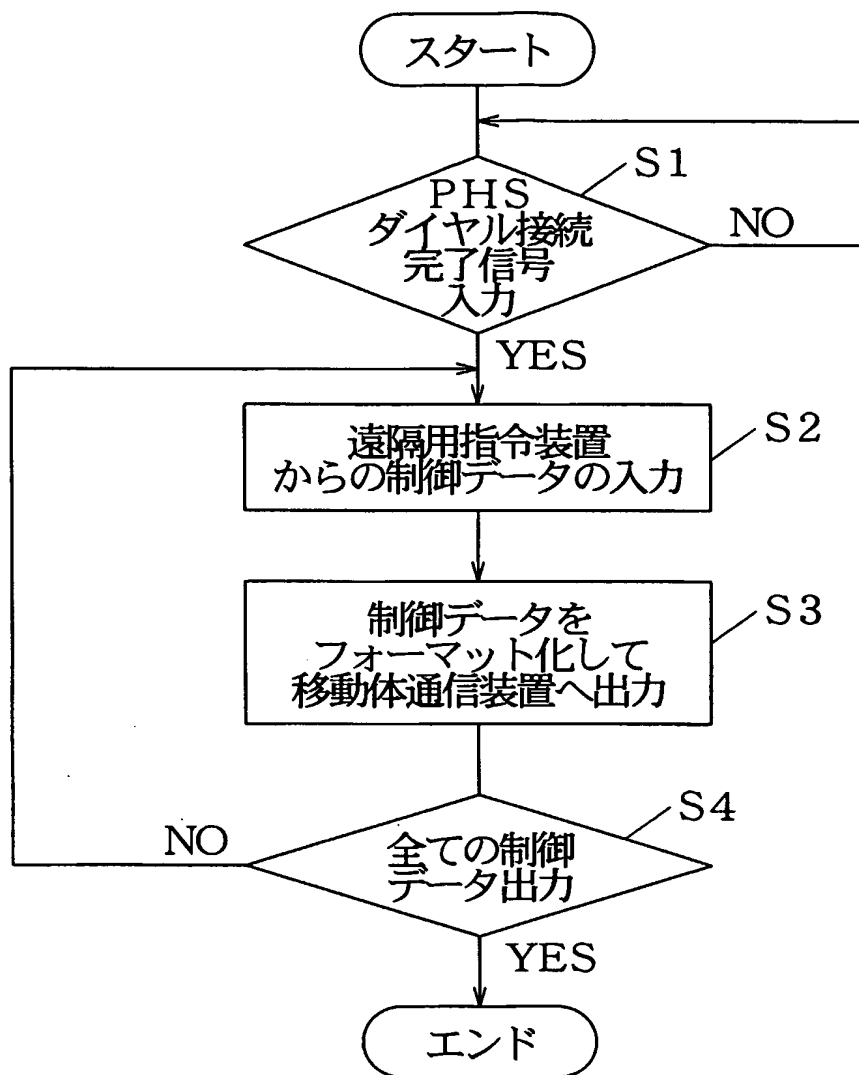 スタート
S1
PHS
ダイヤル接続
完了信号
入力
NO
YES
S2
遠隔用指令装置
からの制御データの入力
S3
制御データを
フォーマット化して
移動体通信装置へ出力
S4
NO
全ての制御
データ出力
YES
エンド